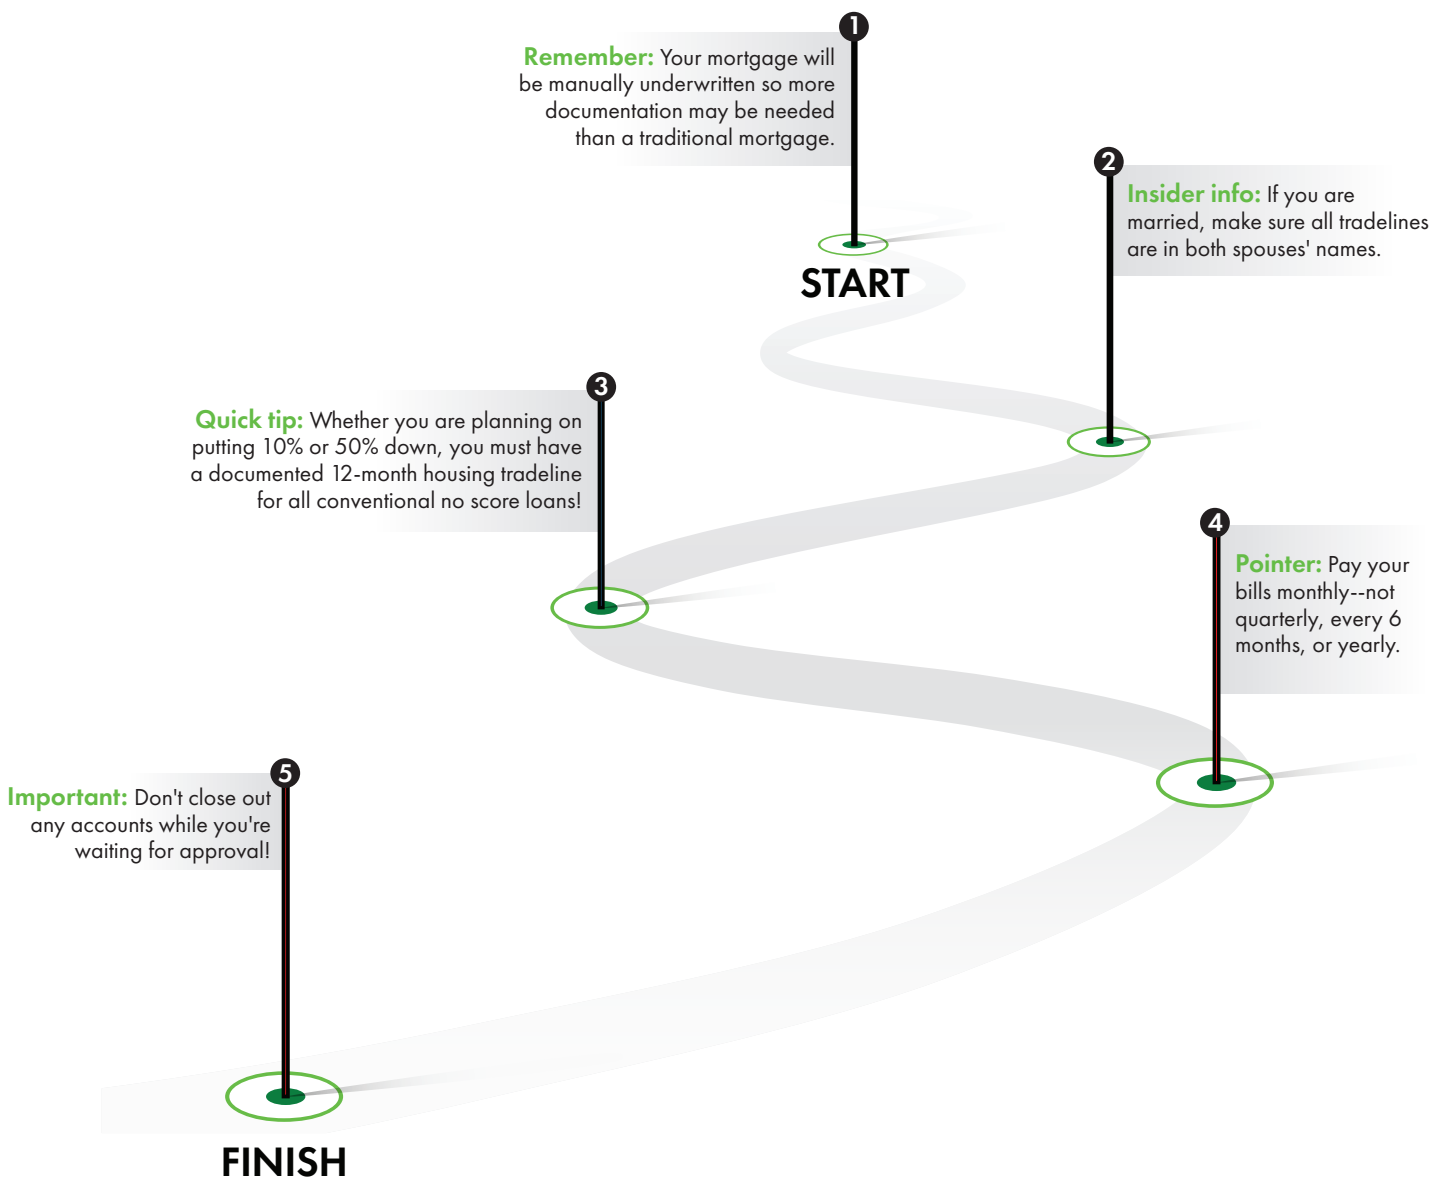 1
Remember: Your mortgage will
be manually underwritten so more
documentation may be needed
than a traditional mortgage.
START
2
Insider info: If you are
married, make sure all tradelines
are in both spouses' names.
3
Quick tip: Whether you are planning on
putting 10% or 50% down, you must have
a documented 12-month housing tradeline
for all conventional no score loans!
4
Pointer: Pay your
bills monthly--not
quarterly, every 6
months, or yearly.
5
Important: Don't close out
any accounts while you're
waiting for approval!
FINISH